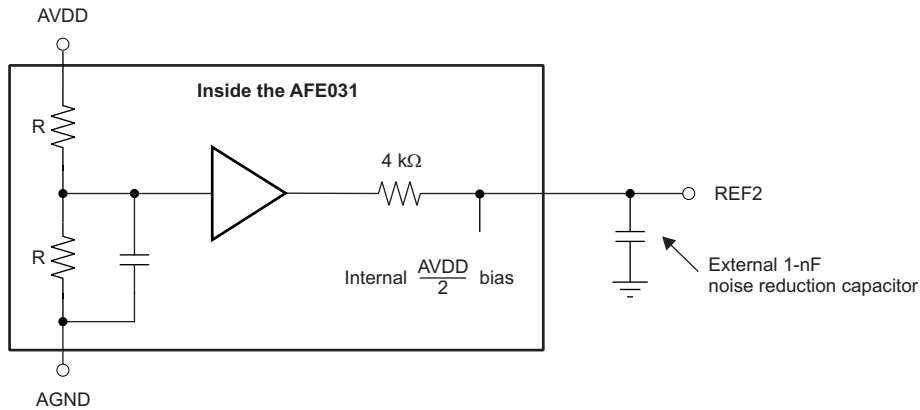 AVDD
Inside the AFE031
R
4 kΩ
REF2
R
Internal AVDD/2 bias
External 1-nF
noise reduction capacitor
AGND